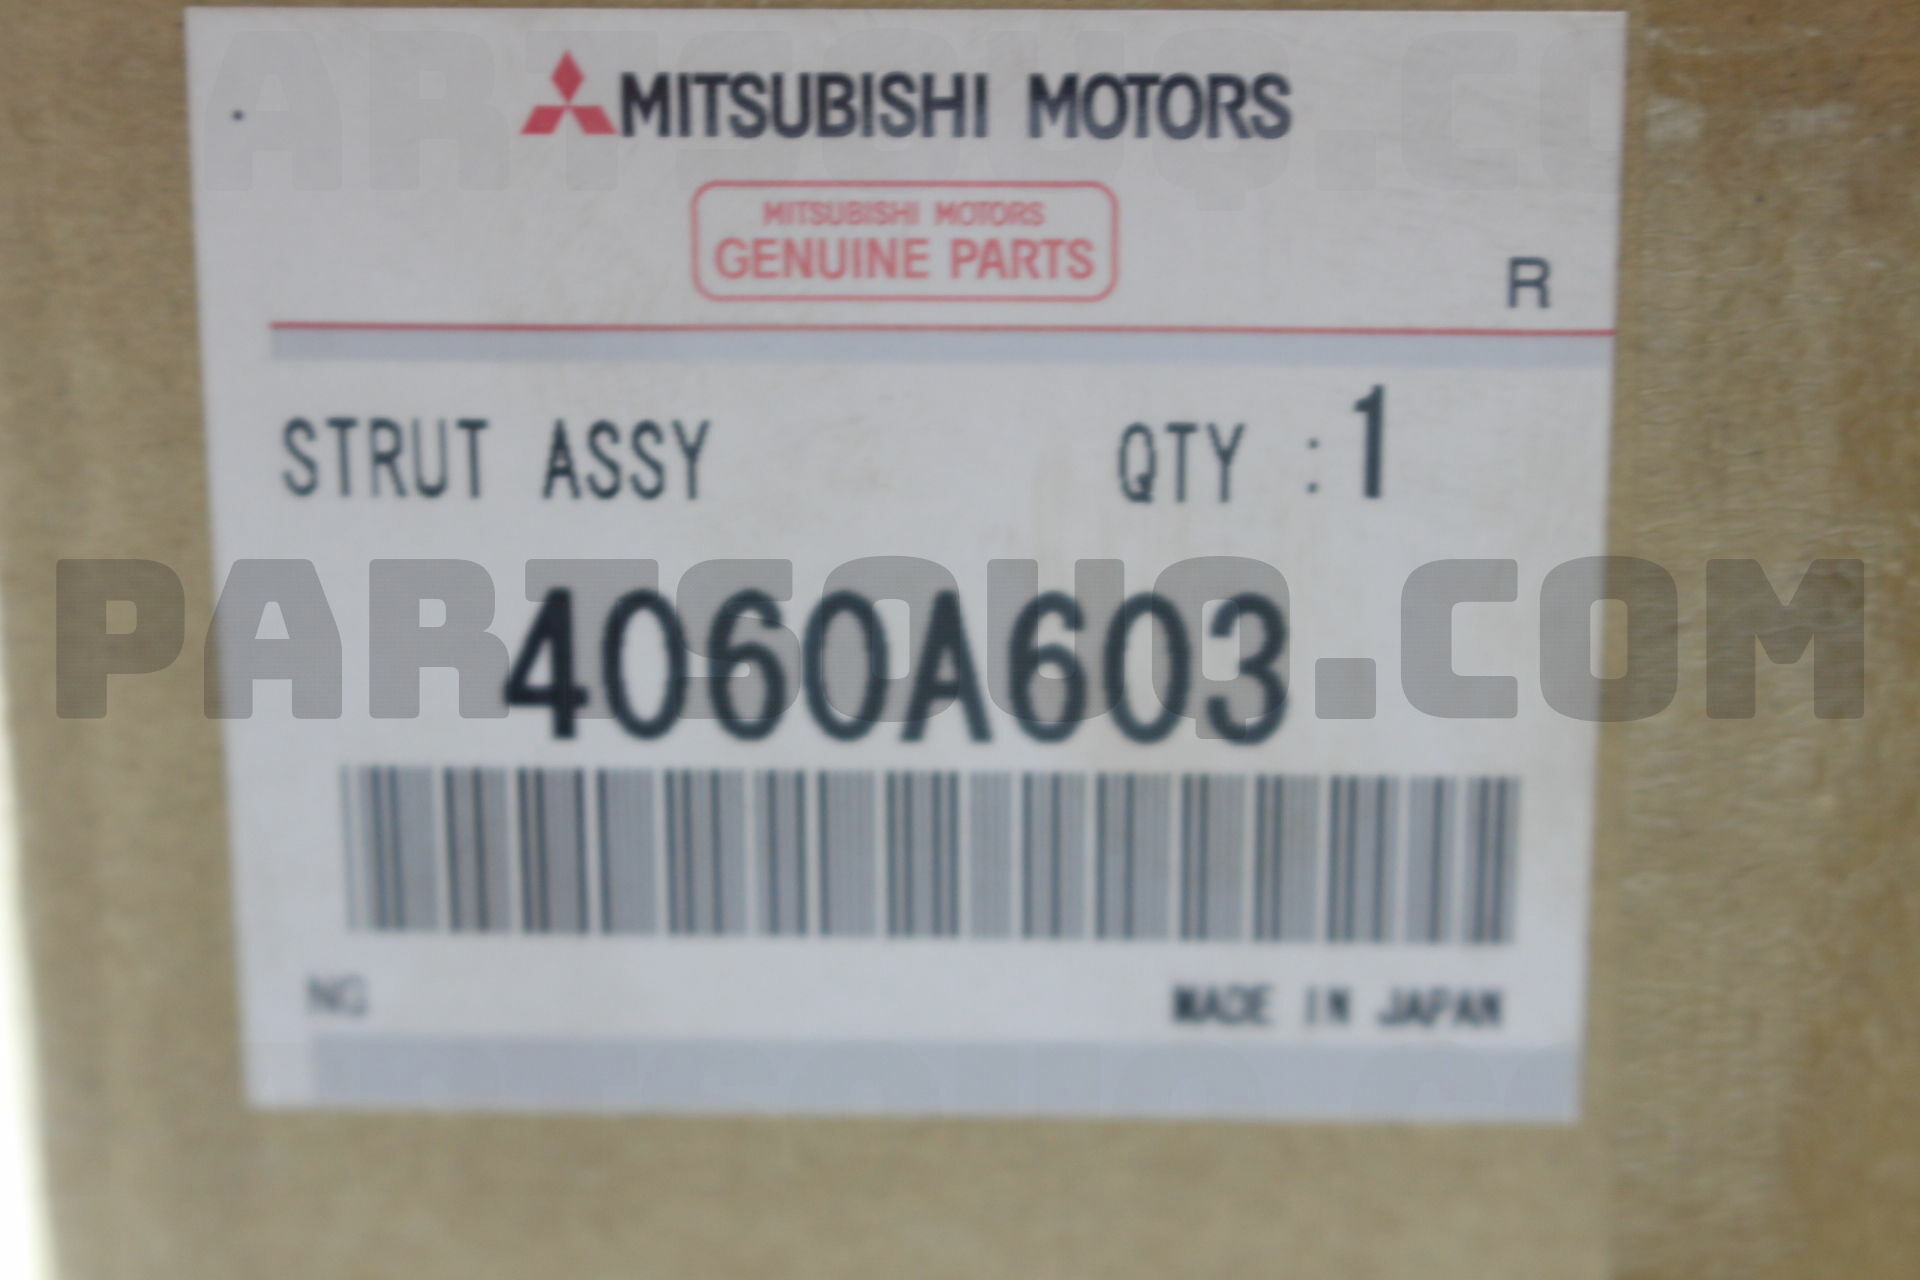 MITSUBISHI MOTORS
MITSUBISHI MOTORS
GENUINE PARTS
R
STRUT ASSY QTY : 1
4060A603
PARTSOUQ.COM
NG
MADE IN JAPAN